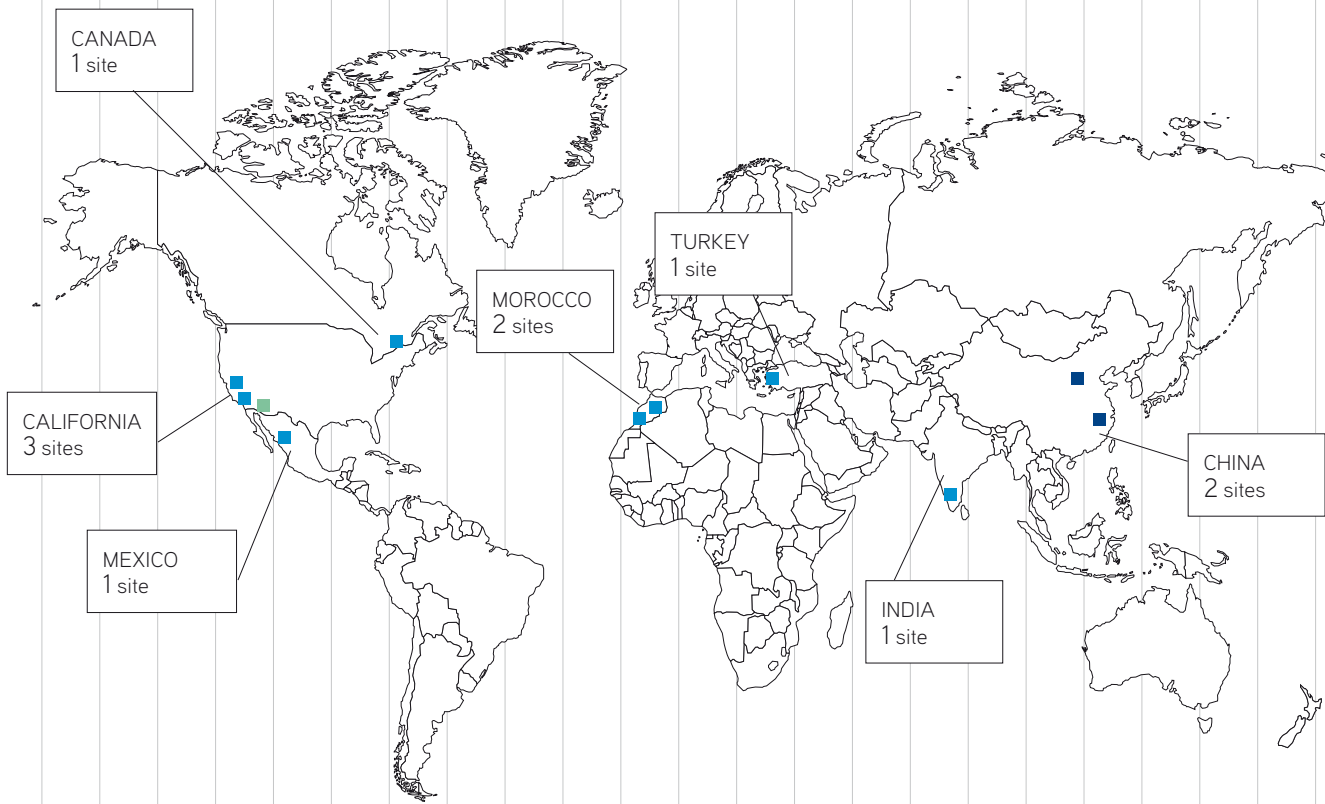 CANADA
1 site
TURKEY
1 site
MOROCCO
2 sites
CALIFORNIA
3 sites
CHINA
2 sites
MEXICO
1 site
INDIA
1 site